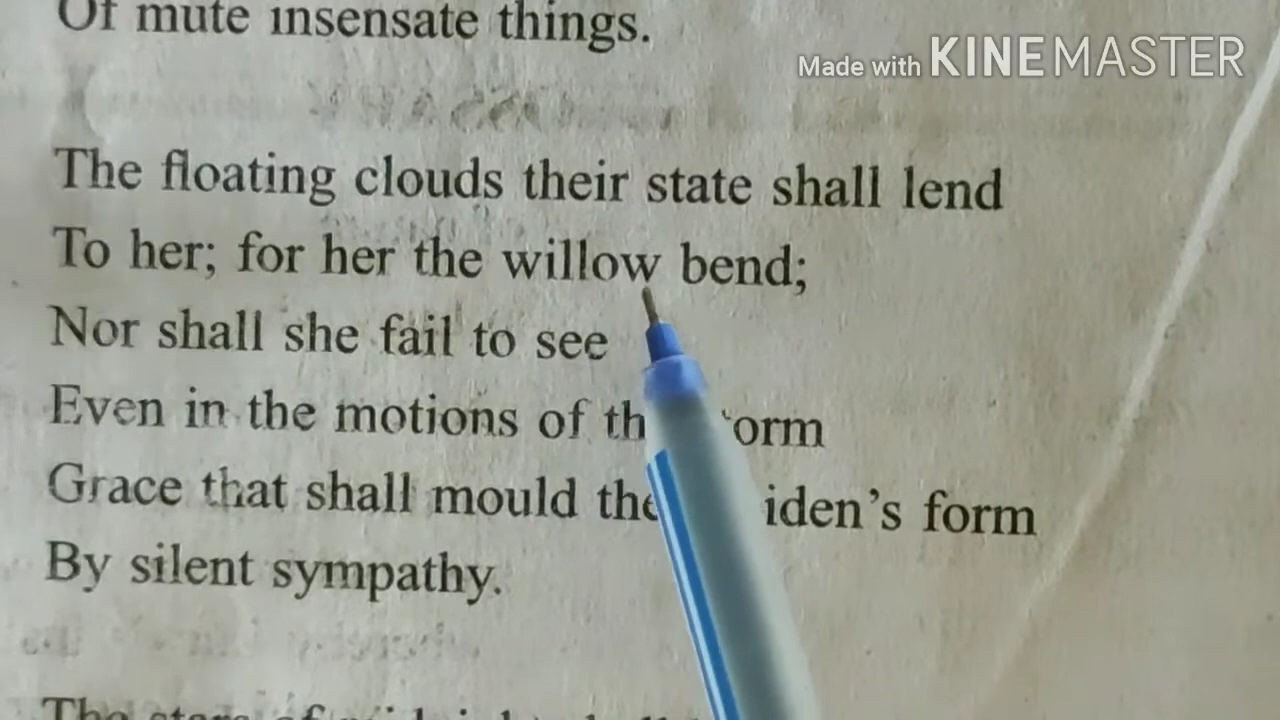 Of mute insensate things.
Made with KINEMASTER
The floating clouds their state shall lend
To her; for her the willow bend;
Nor shall she fail to see
Even in the motions of
Grace that shall mould form
By silent sympathy.
The